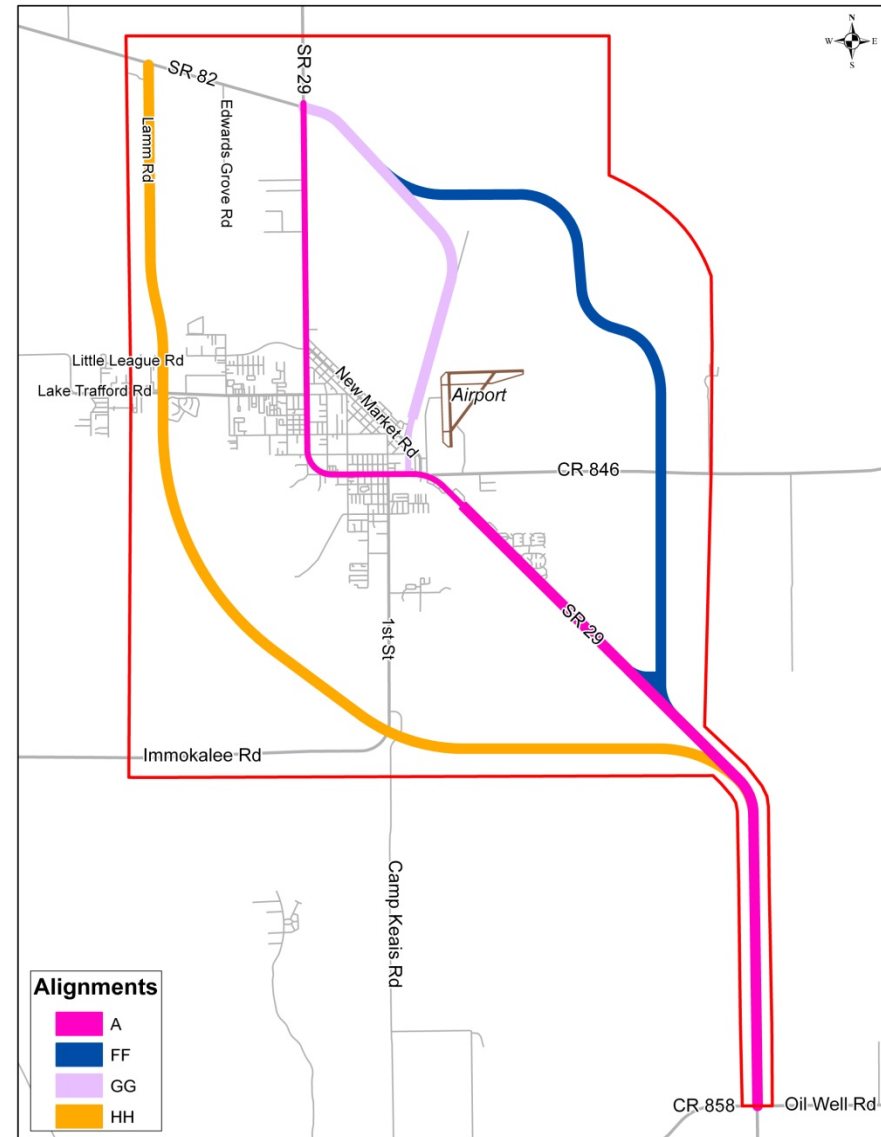 N
W
E
S
SR 82
SR 29
Edwards Grove Rd
Lamm Rd
Little League Rd
Lake Trafford Rd
New Market Rd
Airport
CR 846
SR 29
1st St
Immokalee Rd
Camp Keais Rd
Alignments
A
FF
GG
HH
CR 858
Oil Well Rd